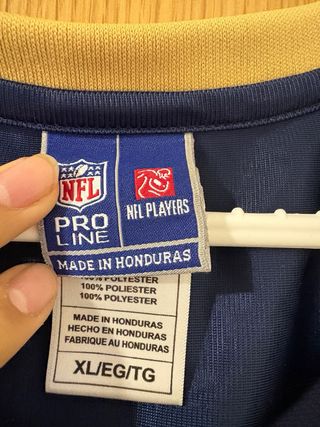 NFL
PRO
LINE
NFL PLAYERS
MADE IN HONDURAS
100% POLYESTER
100% POLYESTER
100% POLYESTER
MADE IN HONDURAS
HECHO EN HONDURAS
FABRIQUE AU HONDURAS
XL/EG/TG